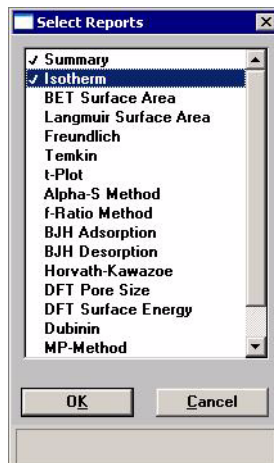 Select Reports
✓ Summary
✓ Isotherm
BET Surface Area
Langmuir Surface Area
Freundlich
Temkin
t-Plot
Alpha-S Method
f-Ratio Method
BJH Adsorption
BJH Desorption
Horvath-Kawazoe
DFT Pore Size
DFT Surface Energy
Dubinin
MP-Method
OK Cancel